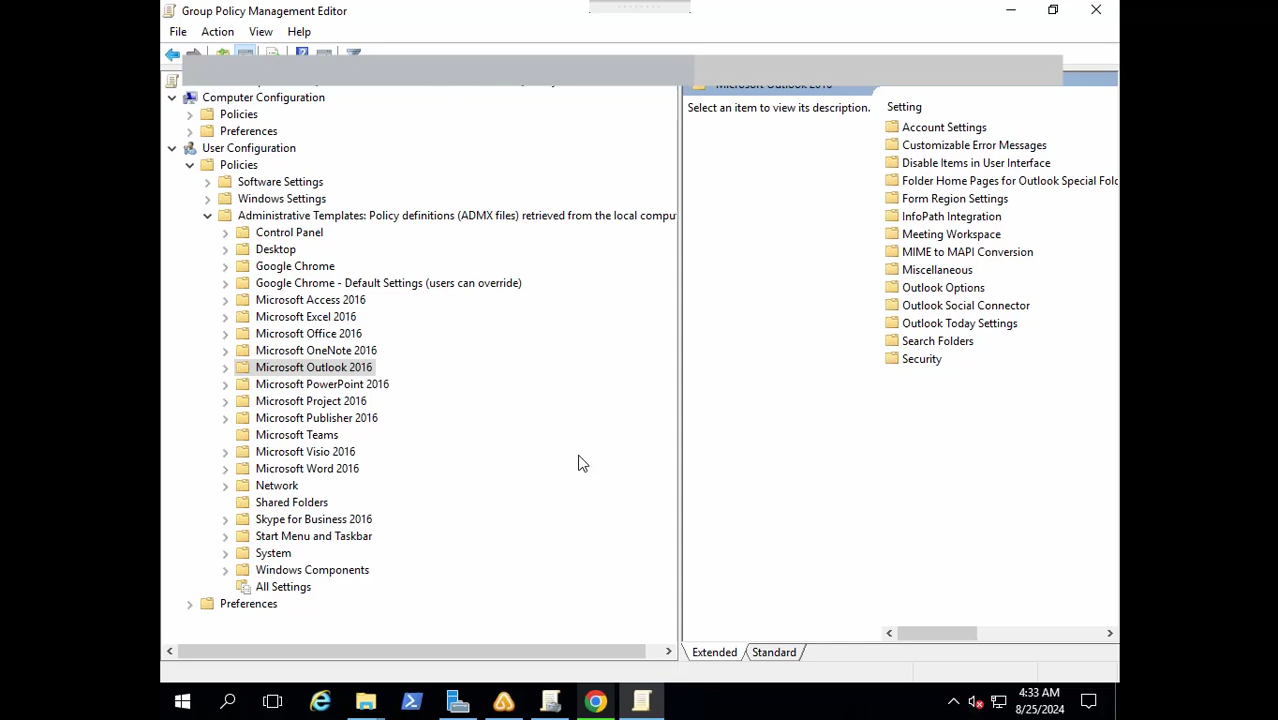 Group Policy Management Editor
File Action View Help
Computer Configuration
Policies
Preferences
User Configuration
Policies
Software Settings
Windows Settings
Administrative Templates: Policy definitions (ADMX files) retrieved from the local compu
Control Panel
Desktop
Google Chrome
Google Chrome - Default Settings (users can override)
Microsoft Access 2016
Microsoft Excel 2016
Microsoft Office 2016
Microsoft OneNote 2016
Microsoft Outlook 2016
Microsoft PowerPoint 2016
Microsoft Project 2016
Microsoft Publisher 2016
Microsoft Teams
Microsoft Visio 2016
Microsoft Word 2016
Network
Shared Folders
Skype for Business 2016
Start Menu and Taskbar
System
Windows Components
All Settings
Preferences
Microsoft Outlook 2016
Select an item to view its description.
Setting
Account Settings
Customizable Error Messages
Disable Items in User Interface
Folder Home Pages for Outlook Special Fold
Form Region Settings
InfoPath Integration
Meeting Workspace
MIME to MAPI Conversion
Miscellaneous
Outlook Options
Outlook Social Connector
Outlook Today Settings
Search Folders
Security
Extended Standard
4:33 AM
8/25/2024